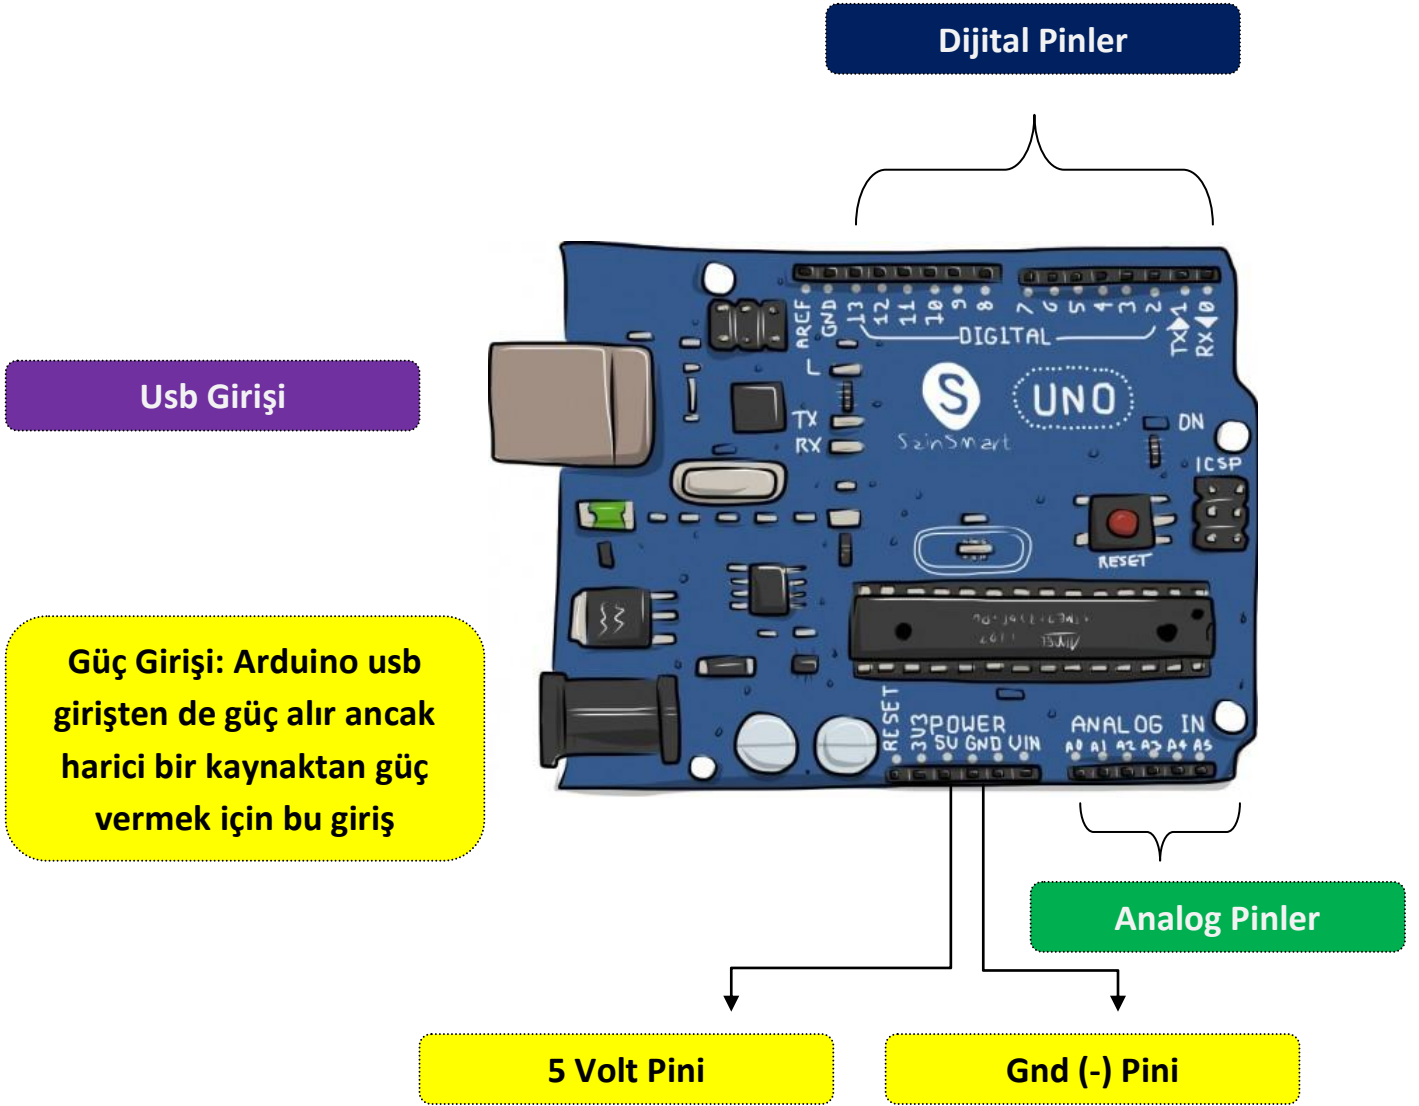 Dijital Pinler
AREF
GND
13
12
11
10
9
8
7
6
5
4
3
2
TX▶1
RX◀0
DIGITAL
L
TX
RX
S
SainSmart
UNO
ON
ICSP
RESET
Usb Girişi
Güç Girişi: Arduino usb
girişten de güç alır ancak
harici bir kaynaktan güç
vermek için bu giriş
RESET
3V3
POWER
5V GND VIN
ANALOG IN
A0 A1 A2 A3 A4 A5
Analog Pinler
5 Volt Pini
Gnd (-) Pini